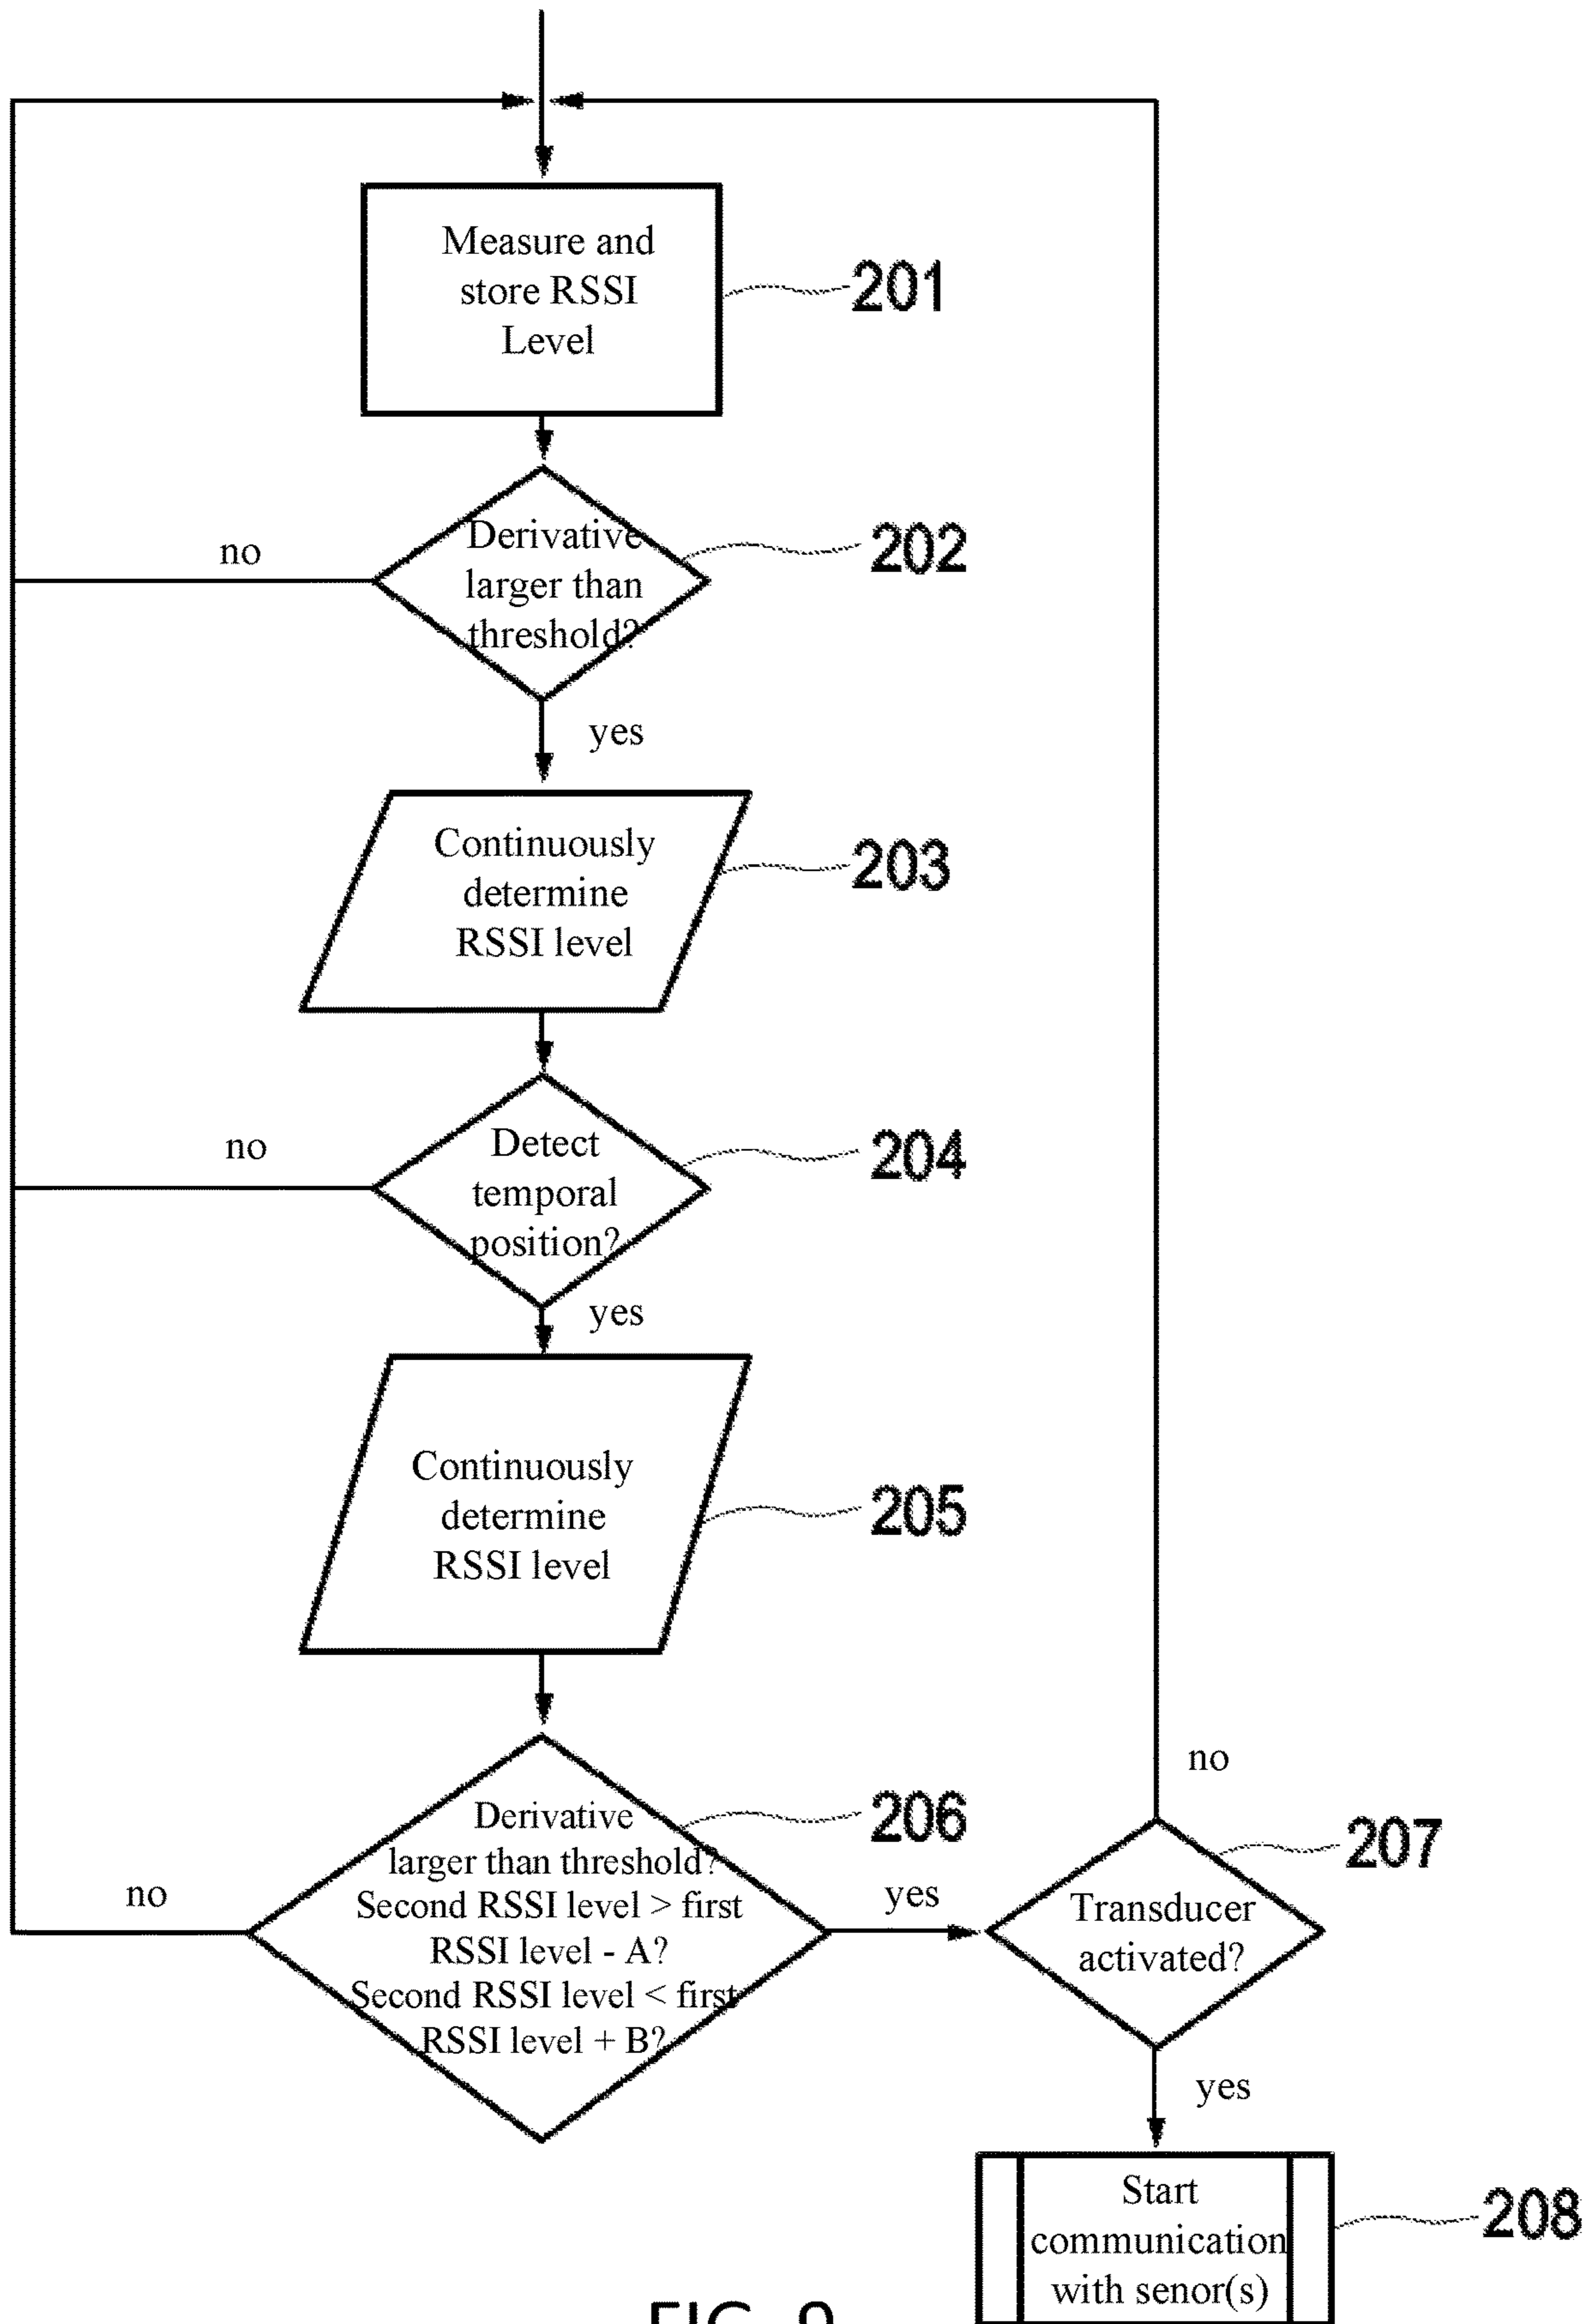 Measure and
store RSSI
Level
201
Derivative
larger than
threshold?
202
no
yes
Continuously
determine
RSSI level
203
Detect
temporal
position?
204
no
yes
Continuously
determine
RSSI level
205
Derivative
larger than threshold?
Second RSSI level > first
RSSI level - A?
Second RSSI level < first
RSSI level + B?
206
no
yes
Transducer
activated?
207
no
yes
Start
communication
with senor(s)
208